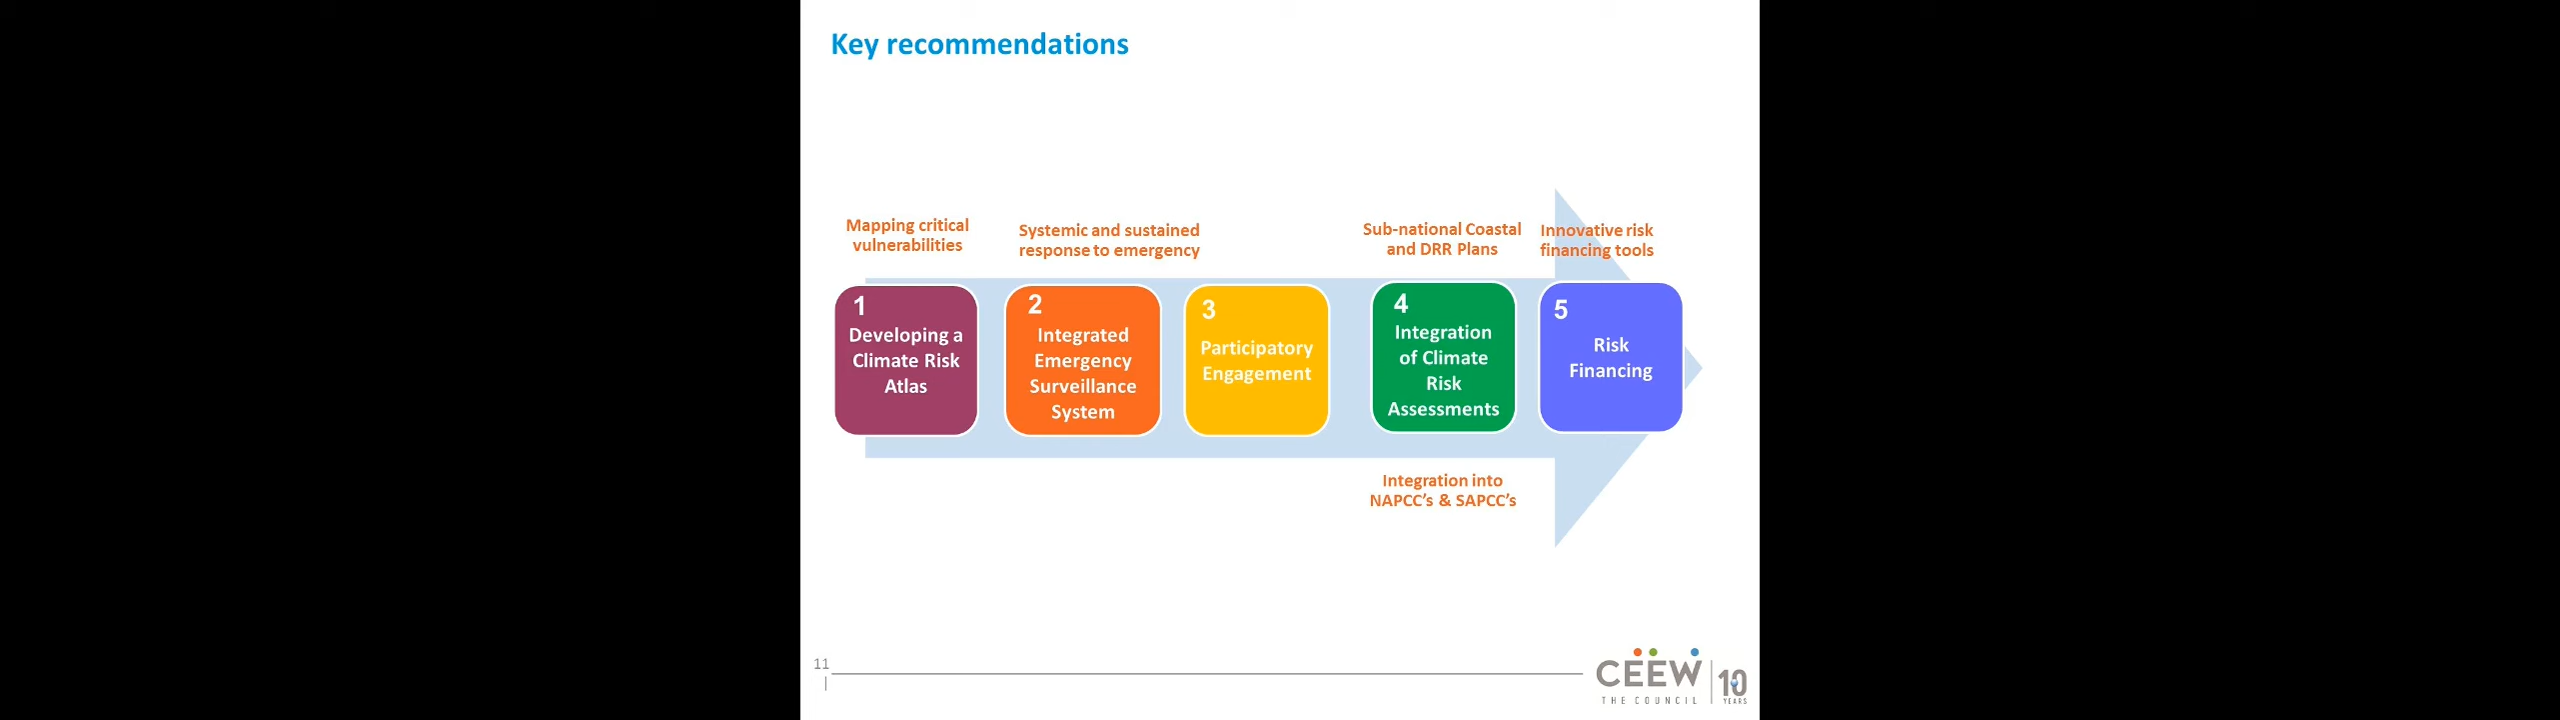 Key recommendations
Mapping critical
vulnerabilities
Systemic and sustained
response to emergency
Sub-national Coastal
and DRR Plans
Innovative risk
financing tools
1
Developing a
Climate Risk
Atlas
2
Integrated
Emergency
Surveillance
System
3
Participatory
Engagement
4
Integration
of Climate
Risk
Assessments
5
Risk
Financing
Integration into
NAPCC's & SAPCC's
11
CEEW
THE COUNCIL
10
YEARS